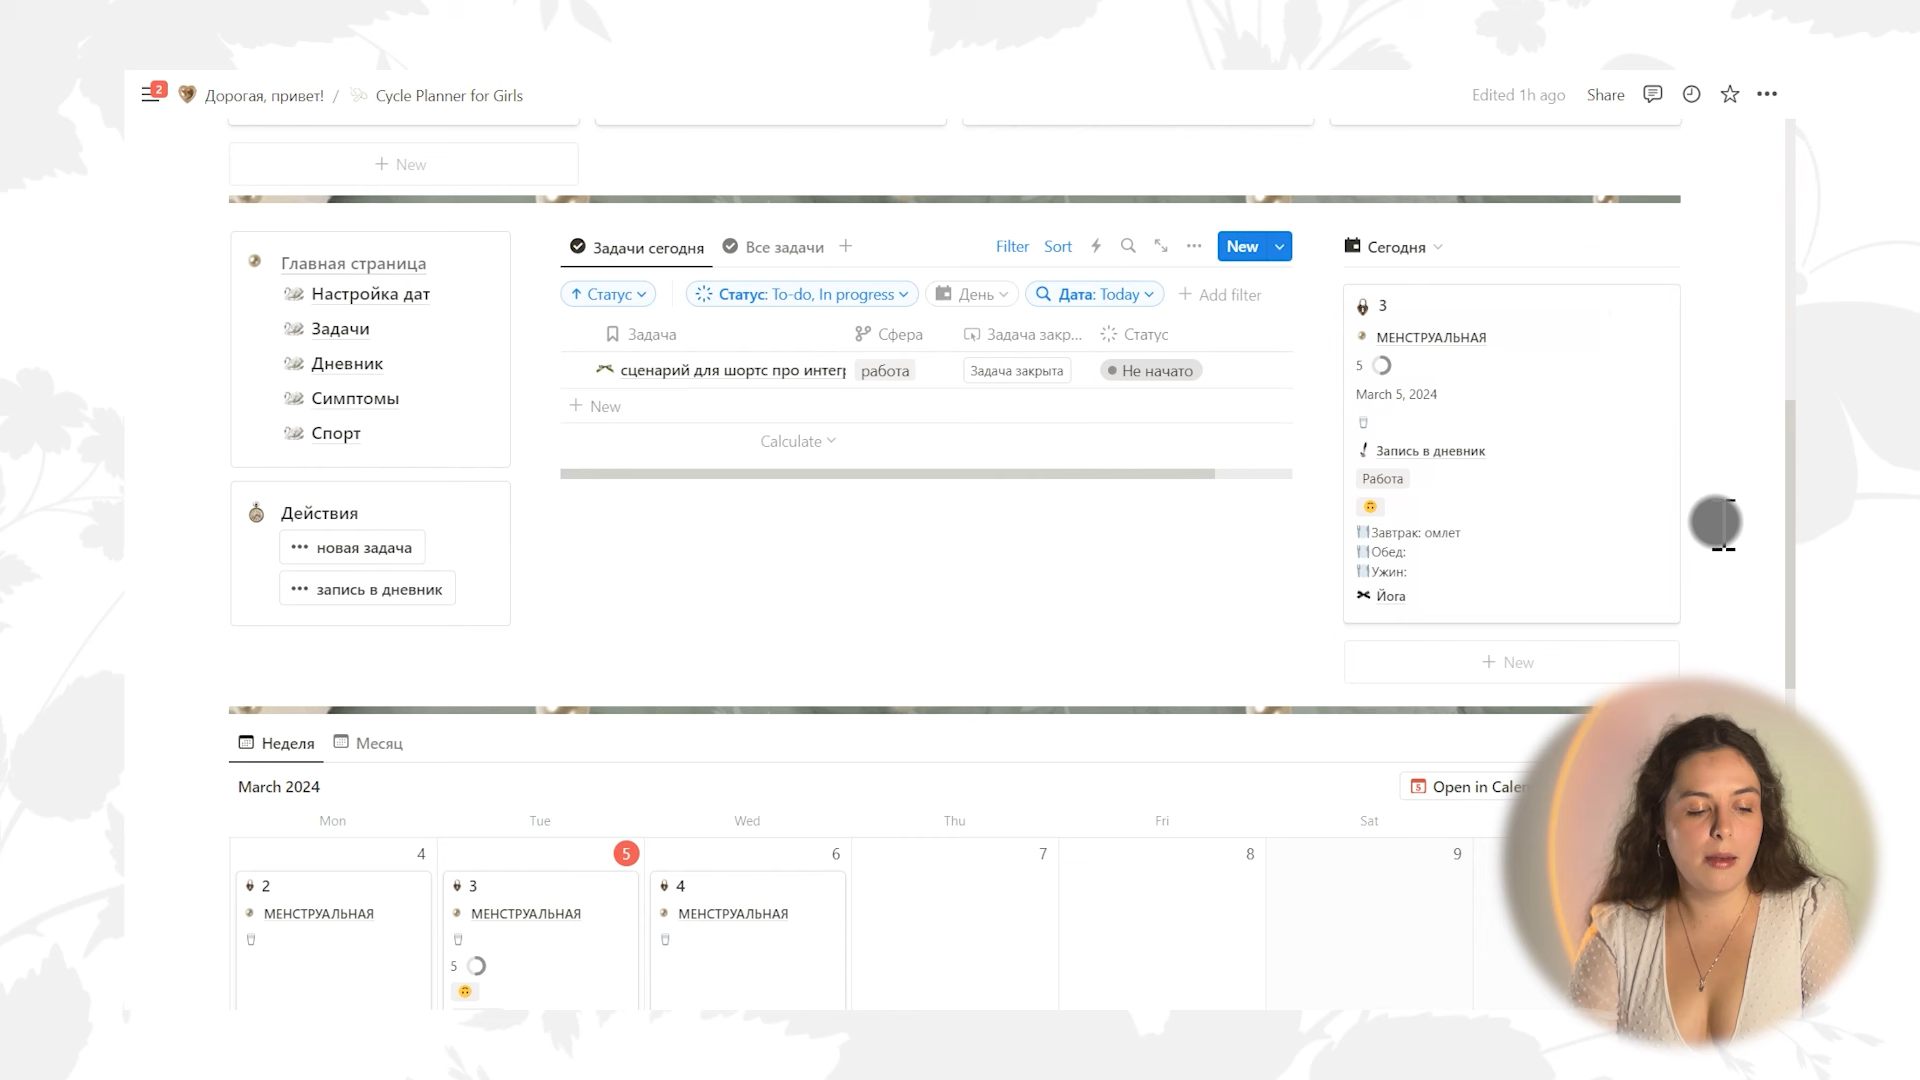 2
Дорогая, привет! / Cycle Planner for Girls
Edited 1h ago Share
+ New
Главная страница
Настройка дат
Задачи
Дневник
Симптомы
Спорт
Действия
новая задача
запись в дневник
Задачи сегодня Все задачи +
Filter Sort New
↑ Статус Статус: To-do, In progress День Дата: Today + Add filter
Задача Сфера Задача закр... Статус
сценарий для шортс про интегр работа Задача закрыта Не начато
+ New
Calculate
Сегодня
3
МЕНСТРУАЛЬНАЯ
5
March 5, 2024
Запись в дневник
Работа
Завтрак: омлет
Обед:
Ужин:
Йога
+ New
Неделя Месяц
March 2024 5 Open in Calen
Mon Tue Wed Thu Fri Sat
4 5 6 7 8 9
2 3 4
МЕНСТРУАЛЬНАЯ МЕНСТРУАЛЬНАЯ МЕНСТРУАЛЬНАЯ
5